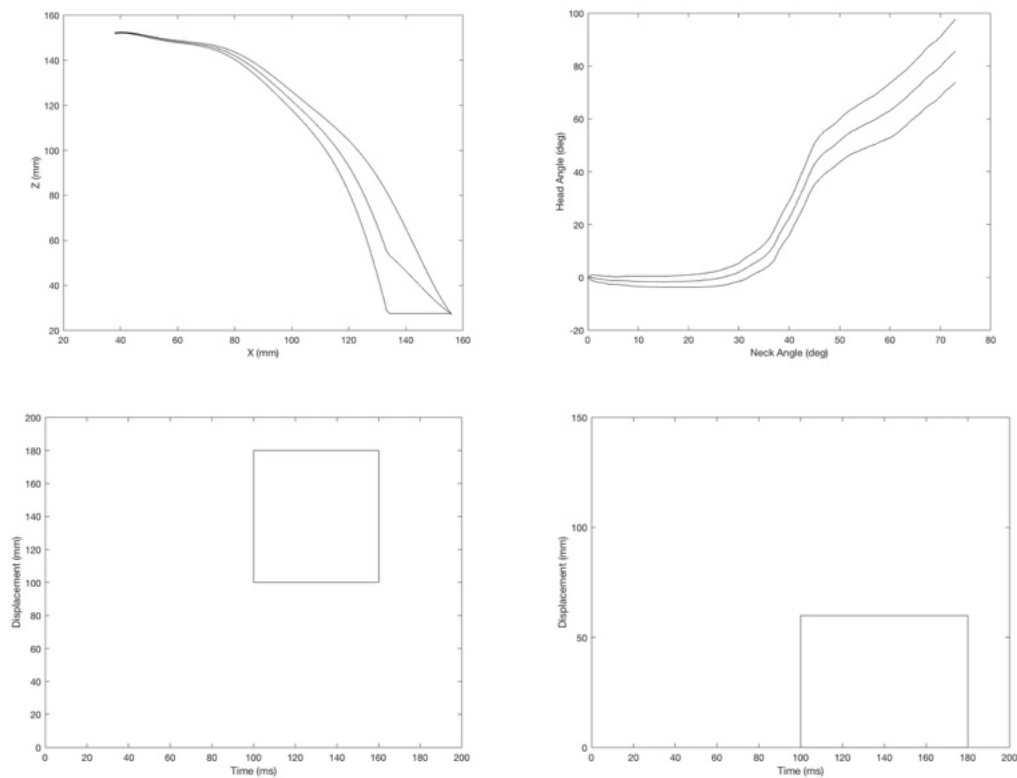 160
140
120
100
80
60
40
20
Z (mm)
20 40 60 80 100 120 140 160
X (mm)
100
80
60
40
20
0
-20
Head Angle (deg)
0 10 20 30 40 50 60 70 80
Neck Angle (deg)
200
180
160
140
120
100
80
60
40
20
0
Displacement (mm)
0 20 40 60 80 100 120 140 160 180 200
Time (ms)
150
100
50
0
Displacement (mm)
0 20 40 60 80 100 120 140 160 180 200
Time (ms)